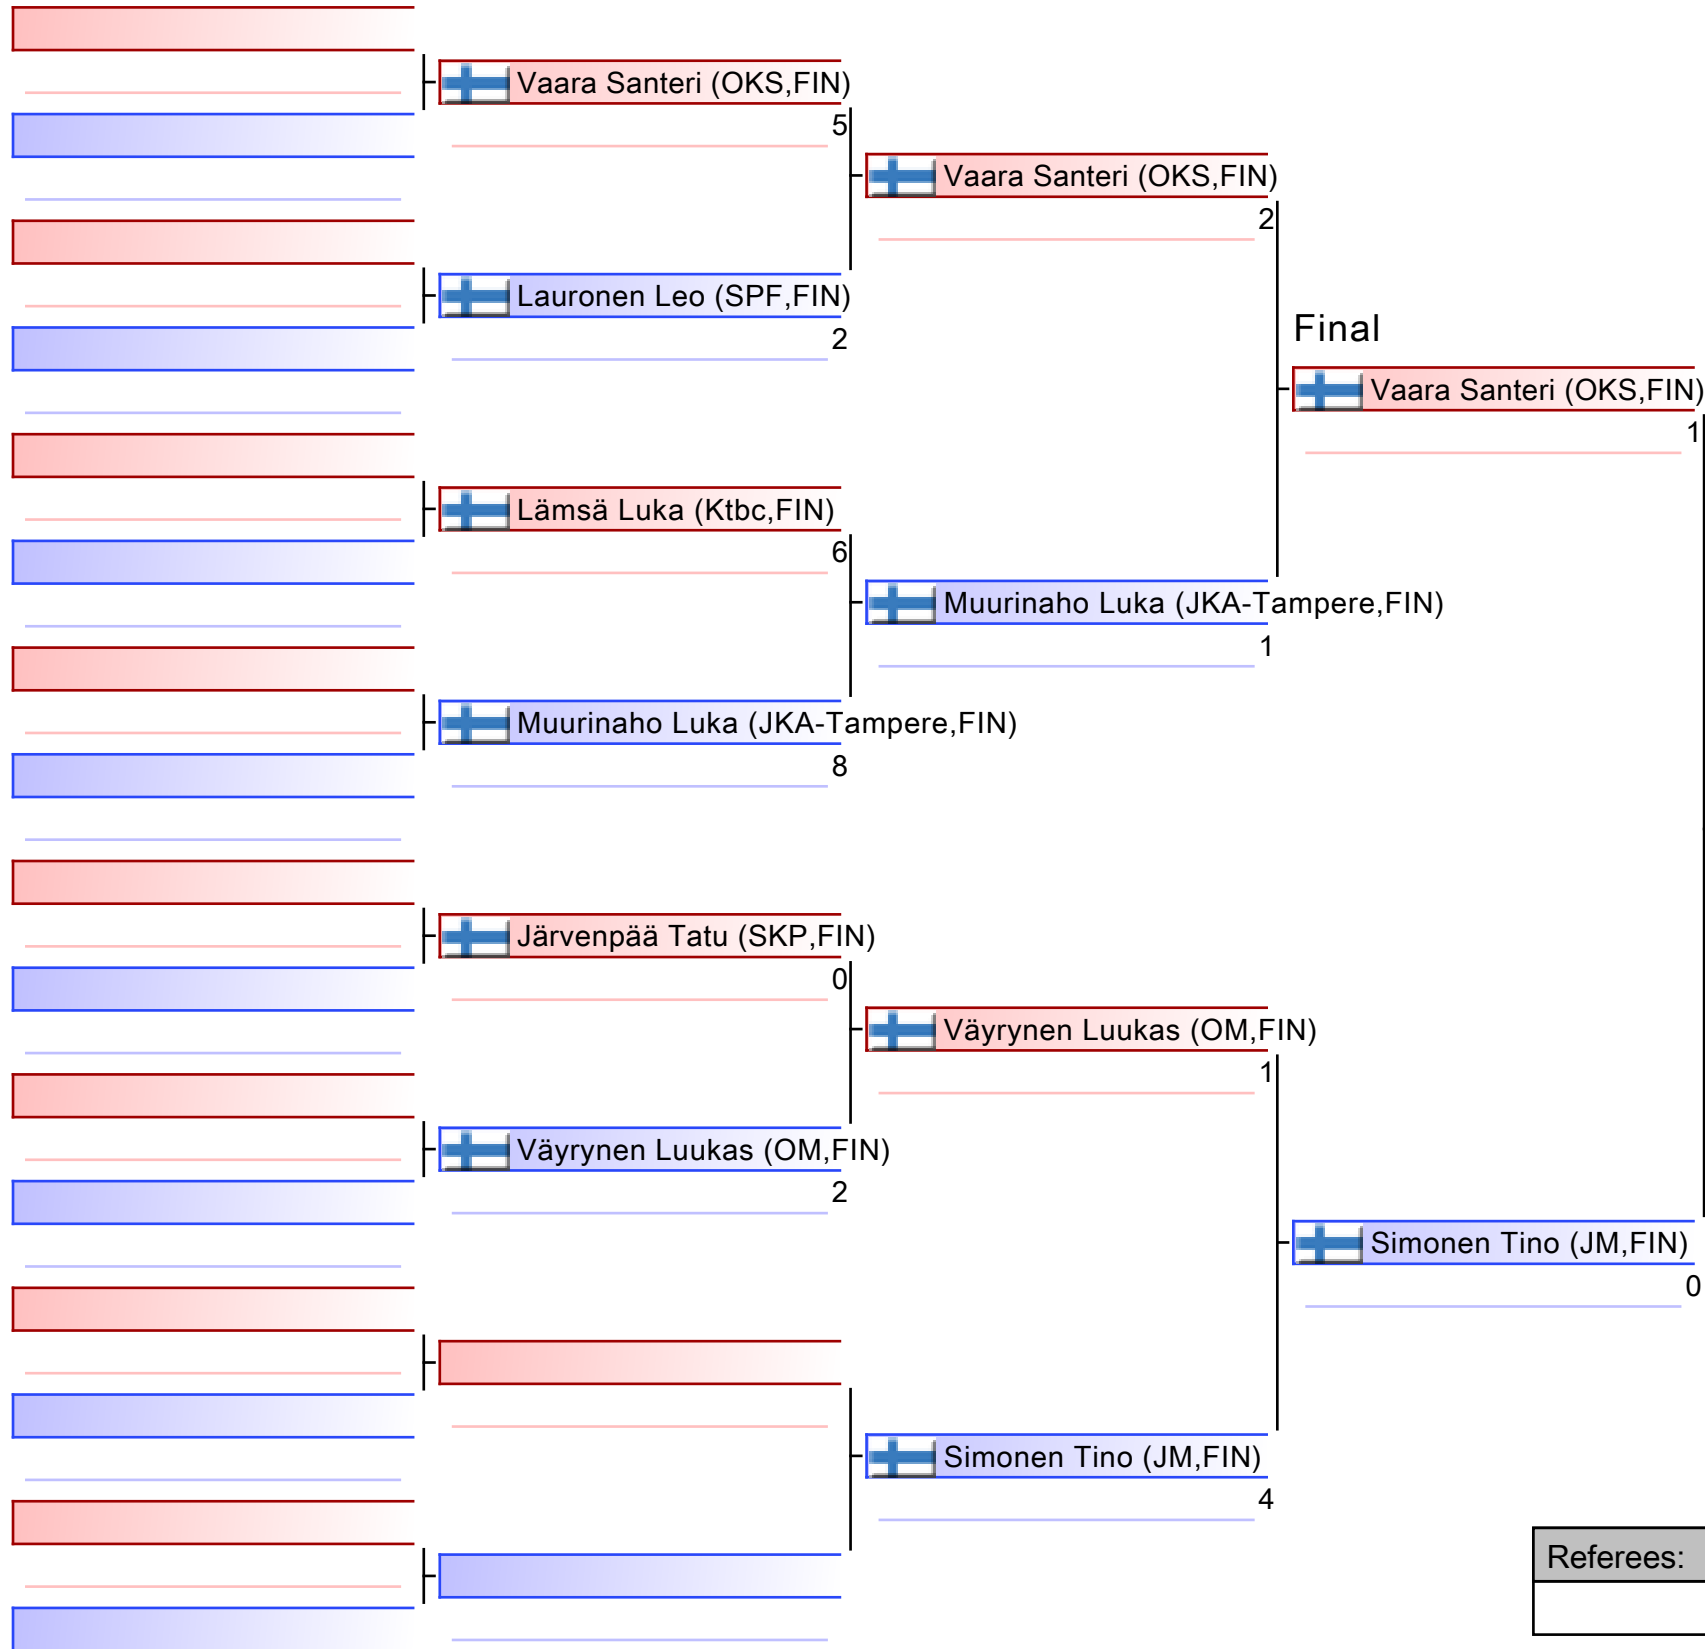 Vaara Santeri (OKS,FIN)
5
Vaara Santeri (OKS,FIN)
2
Lauronen Leo (SPF,FIN)
2
Final
Vaara Santeri (OKS,FIN)
1
Lämsä Luka (Ktbc,FIN)
6
Muurinaho Luka (JKA-Tampere,FIN)
1
Muurinaho Luka (JKA-Tampere,FIN)
8
Järvenpää Tatu (SKP,FIN)
0
Väyrynen Luukas (OM,FIN)
1
Väyrynen Luukas (OM,FIN)
2
Simonen Tino (JM,FIN)
0
Simonen Tino (JM,FIN)
4
Referees: